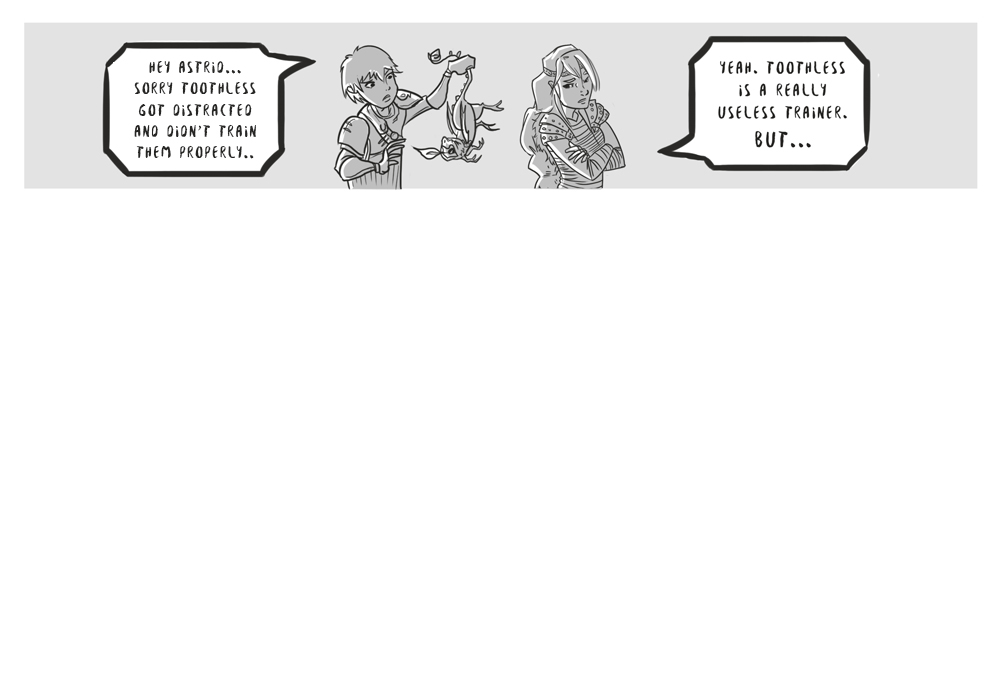 HEY ASTRID...
SORRY TOOTHLESS
GOT DISTRACTED
AND DIDN'T TRAIN
THEM PROPERLY..
YEAH. TOOTHLESS
IS A REALLY
USELESS TRAINER.
BUT...